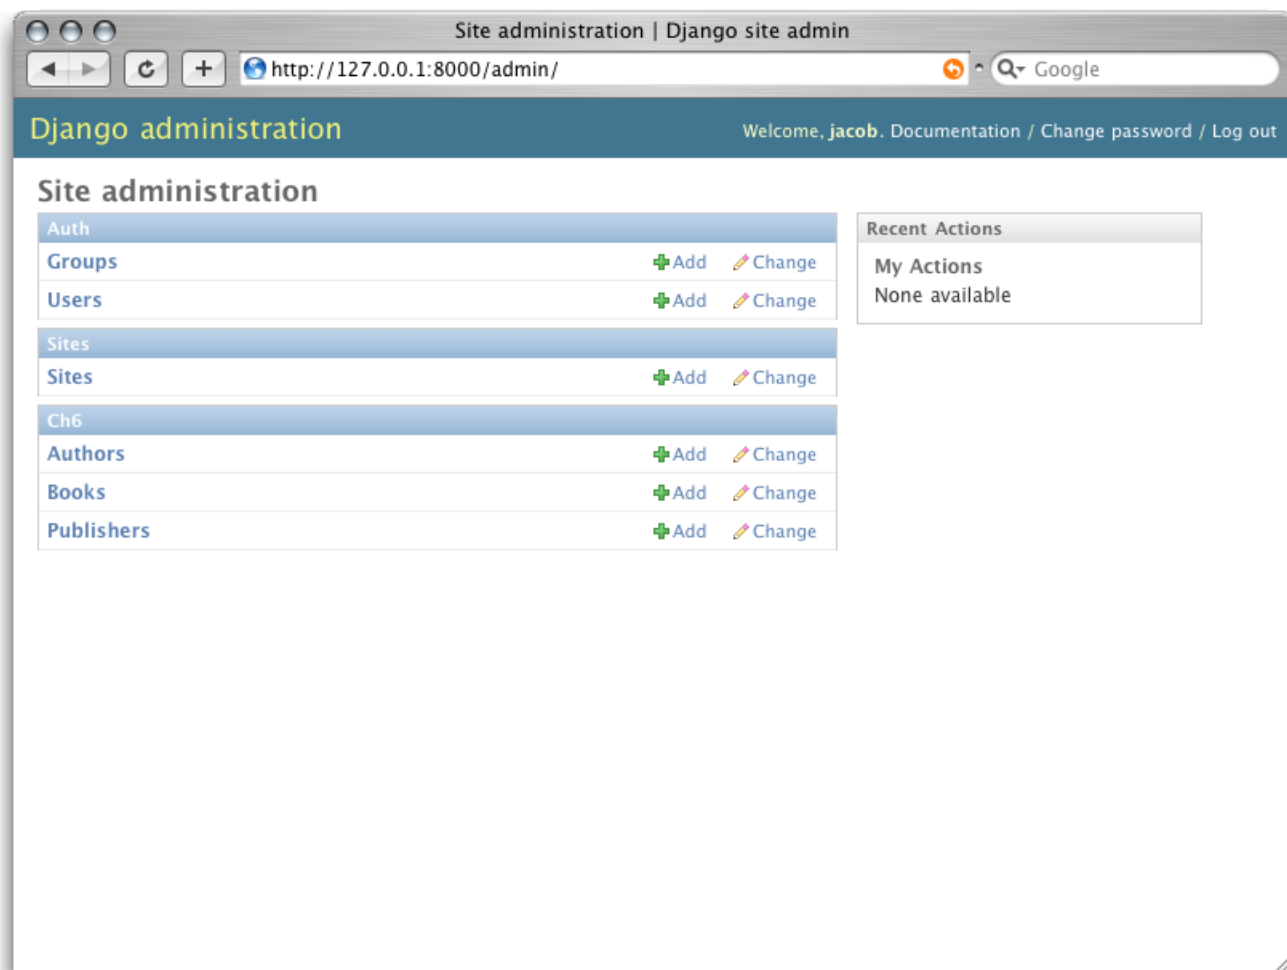 Site administration | Django site admin
http://127.0.0.1:8000/admin/
Google
Django administration
Welcome, jacob. Documentation / Change password / Log out
Site administration
Auth
Groups Add Change
Users Add Change
Sites
Sites Add Change
Ch6
Authors Add Change
Books Add Change
Publishers Add Change
Recent Actions
My Actions
None available